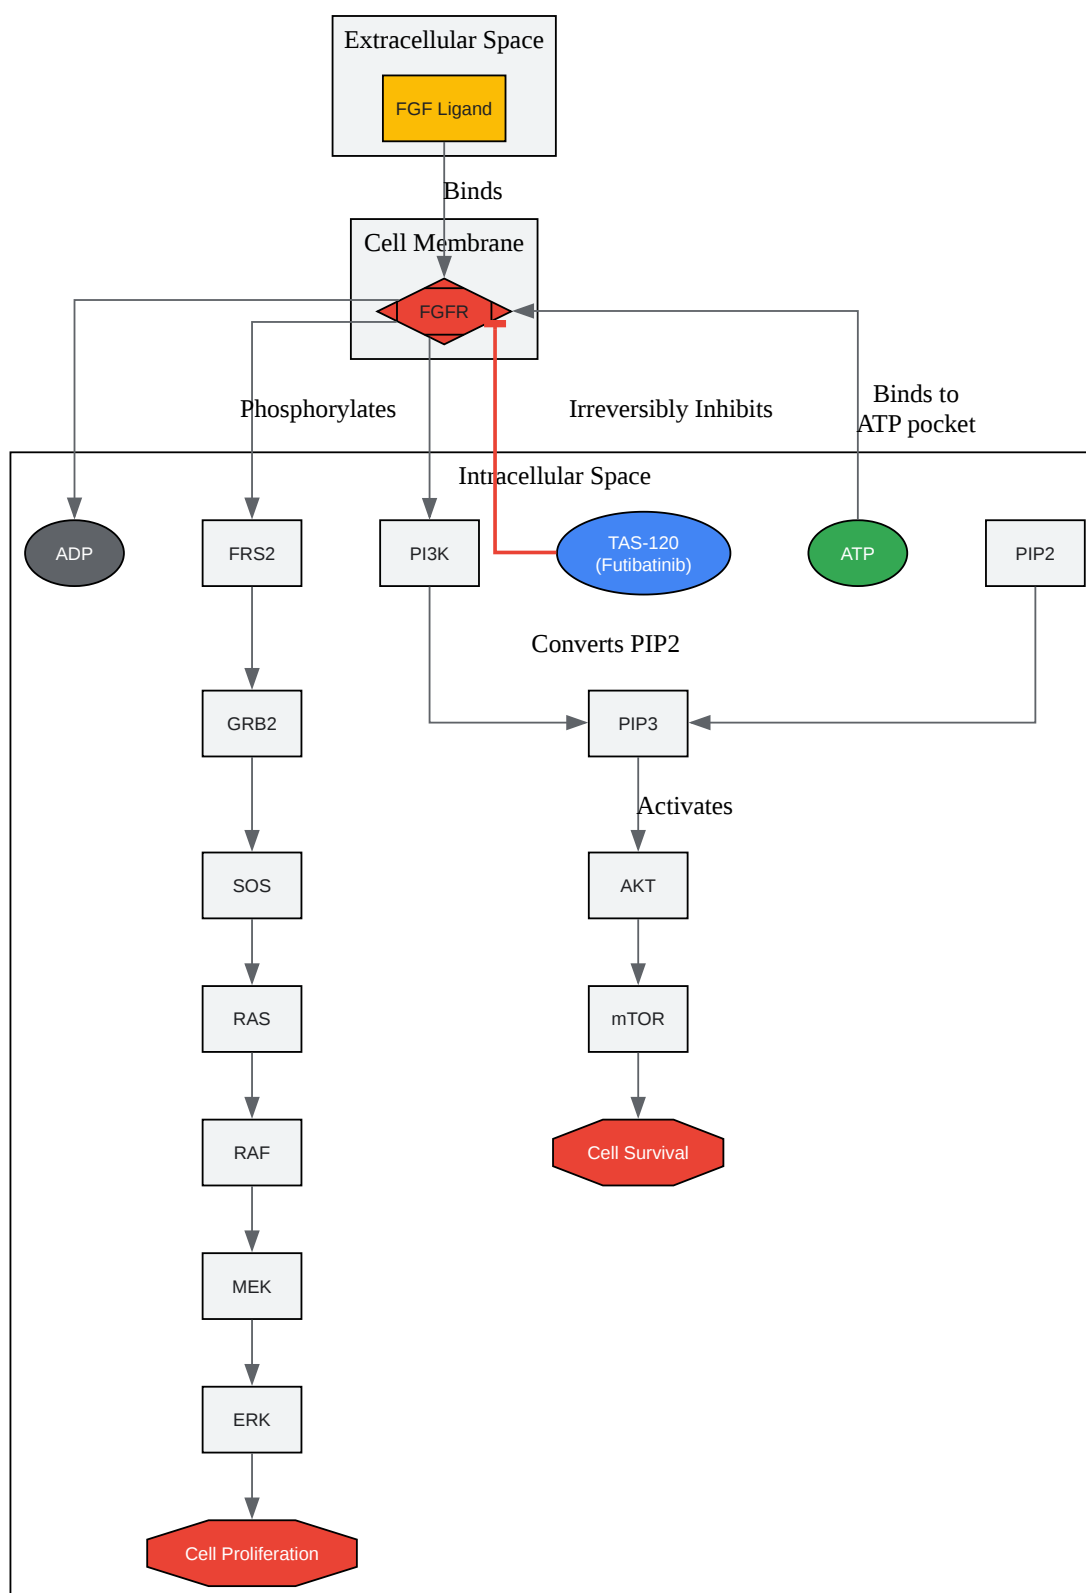 Extracellular Space
FGF Ligand
Binds
Cell Membrane
FGFR
Phosphorylates
Irreversibly Inhibits
Binds to
ATP pocket
Intracellular Space
ADP
FRS2
PI3K
TAS-120
(Futibatinib)
ATP
PIP2
Converts PIP2
GRB2
PIP3
Activates
SOS
AKT
RAS
mTOR
RAF
Cell Survival
MEK
ERK
Cell Proliferation